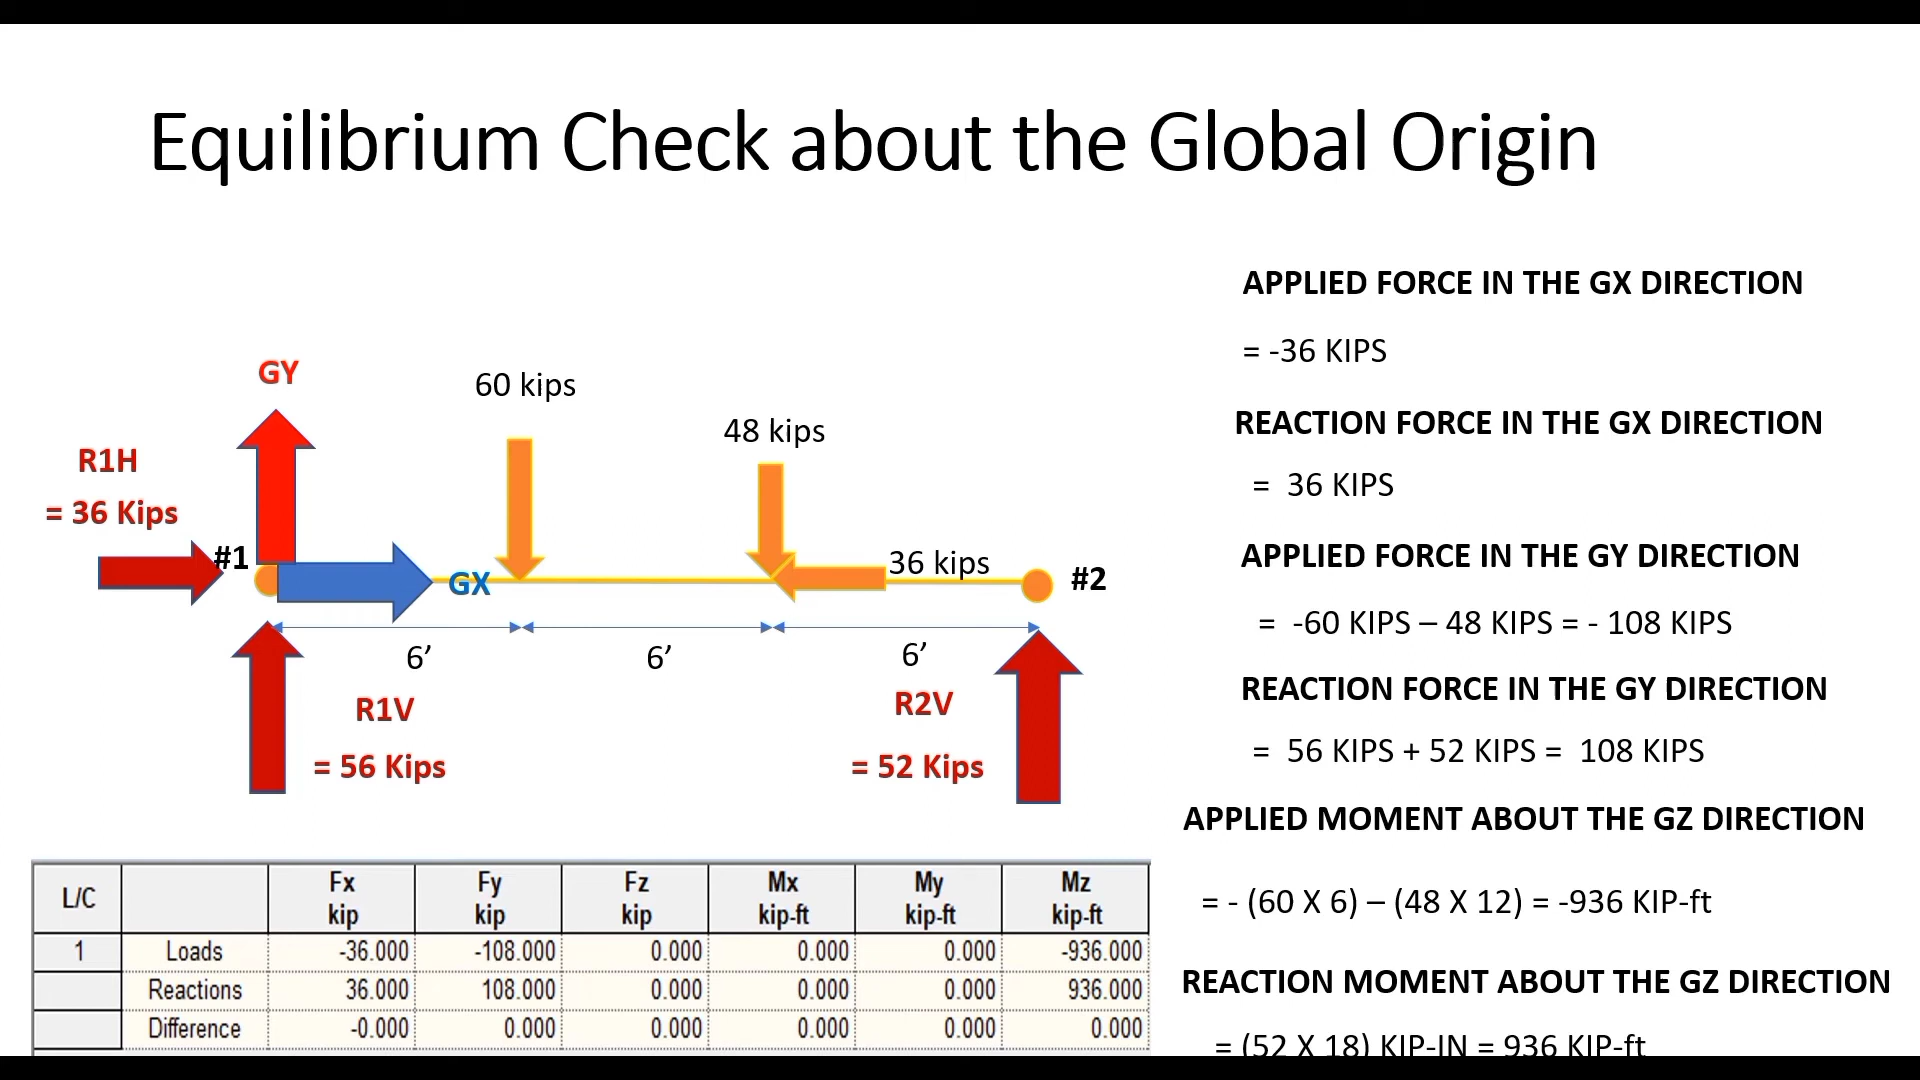 Equilibrium Check about the Global Origin
GY
60 kips
48 kips
R1H
= 36 Kips
#1
GX
36 kips
#2
6’
6’
6’
R1V
= 56 Kips
R2V
= 52 Kips
APPLIED FORCE IN THE GX DIRECTION
= -36 KIPS
REACTION FORCE IN THE GX DIRECTION
= 36 KIPS
APPLIED FORCE IN THE GY DIRECTION
= -60 KIPS – 48 KIPS = - 108 KIPS
REACTION FORCE IN THE GY DIRECTION
= 56 KIPS + 52 KIPS = 108 KIPS
APPLIED MOMENT ABOUT THE GZ DIRECTION
= - (60 X 6) – (48 X 12) = -936 KIP-ft
REACTION MOMENT ABOUT THE GZ DIRECTION
= (52 X 18) KIP-IN = 936 KIP-ft
L/C Fx kip Fy kip Fz kip Mx kip-ft My kip-ft Mz kip-ft
1 Loads -36.000 -108.000 0.000 0.000 0.000 -936.000
Reactions 36.000 108.000 0.000 0.000 0.000 936.000
Difference -0.000 0.000 0.000 0.000 0.000 0.000